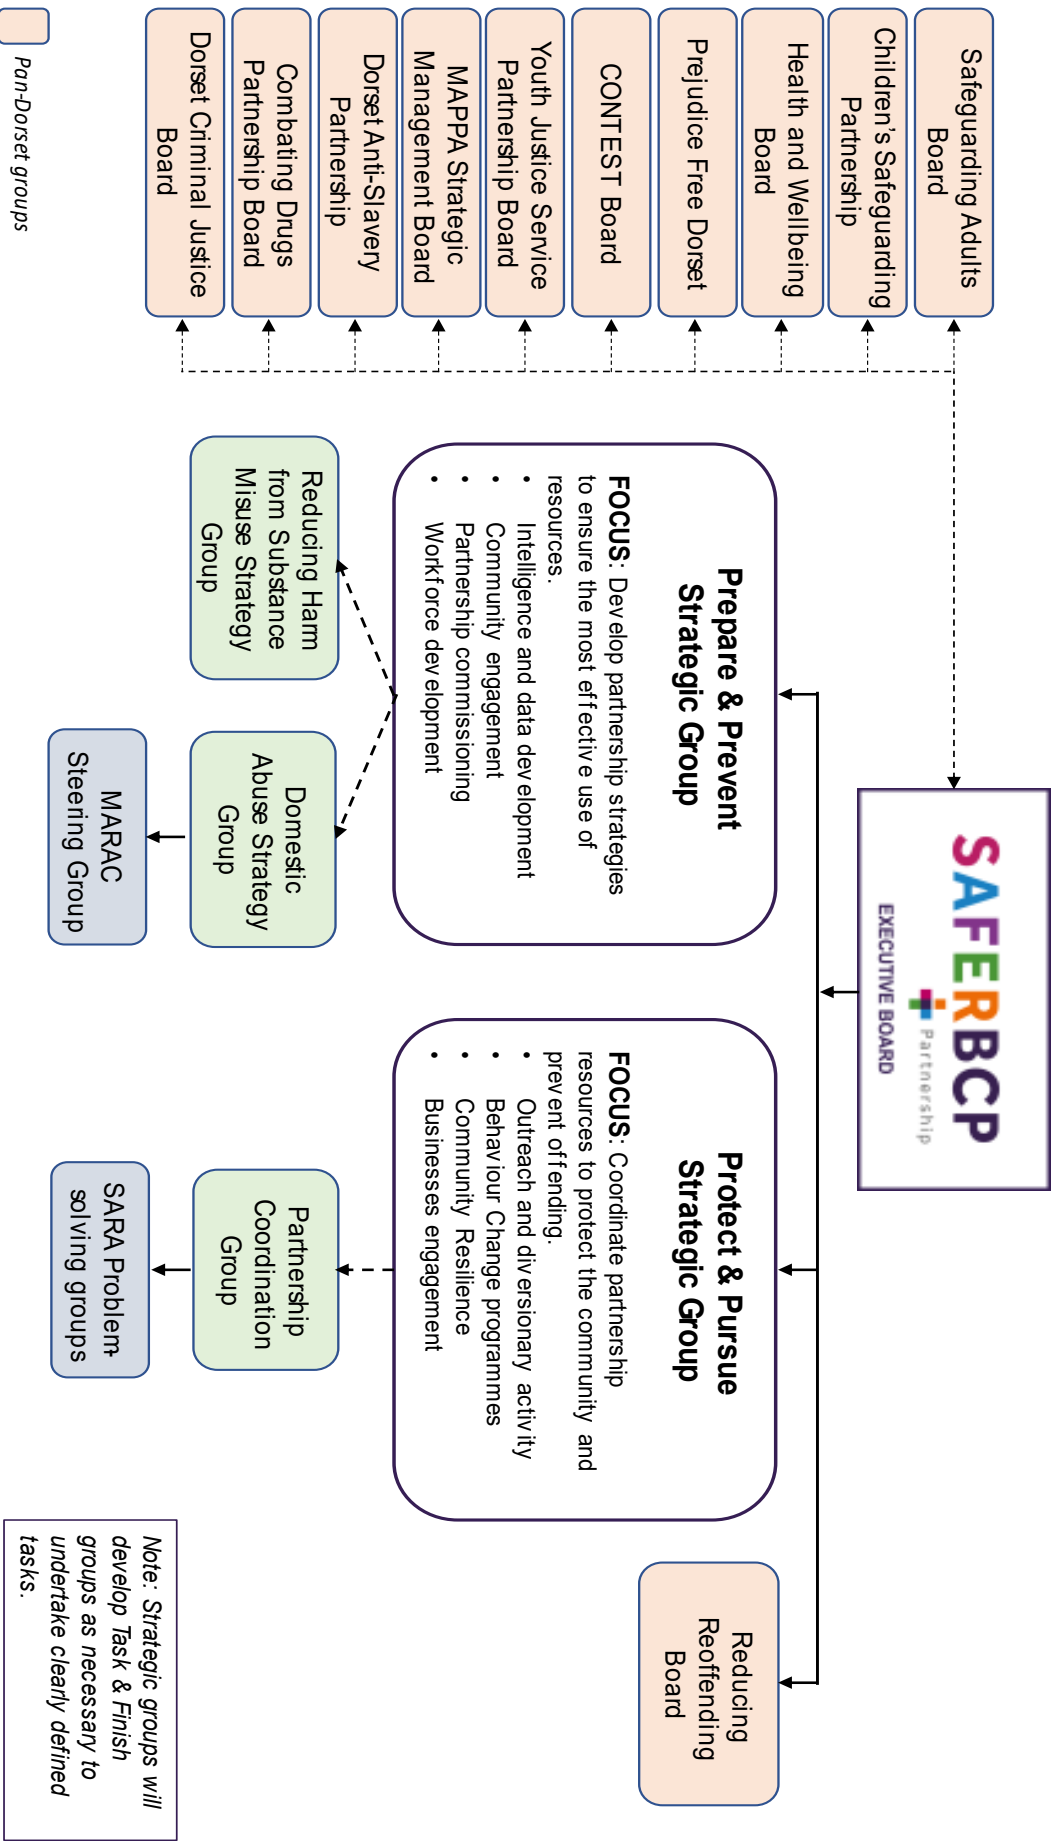 SAFERBCP
Partnership
EXECUTIVE BOARD
Safeguarding Adults
Board
Children's Safeguarding
Partnership
Health and Wellbeing
Board
Prejudice Free Dorset
CONTEST Board
Youth Justice Service
Partnership Board
MAPPA Strategic
Management Board
Dorset Anti-Slavery
Partnership
Combating Drugs
Partnership Board
Dorset Criminal Justice
Board
Prepare & Prevent
Strategic Group
FOCUS: Develop partnership strategies
to ensure the most effective use of
resources.
• Intelligence and data development
• Community engagement
• Partnership commissioning
• Workforce development
Protect & Pursue
Strategic Group
FOCUS: Coordinate partnership
resources to protect the community and
prevent offending.
• Outreach and diversionary activity
• Behaviour Change programmes
• Community Resilience
• Businesses engagement
Reducing
Reoffending
Board
Reducing Harm
from Substance
Misuse Strategy
Group
Domestic
Abuse Strategy
Group
Partnership
Coordination
Group
MARAC
Steering Group
SARA Problem-
solving groups
Pan-Dorset groups
Note: Strategic groups will
develop Task & Finish
groups as necessary to
undertake clearly defined
tasks.